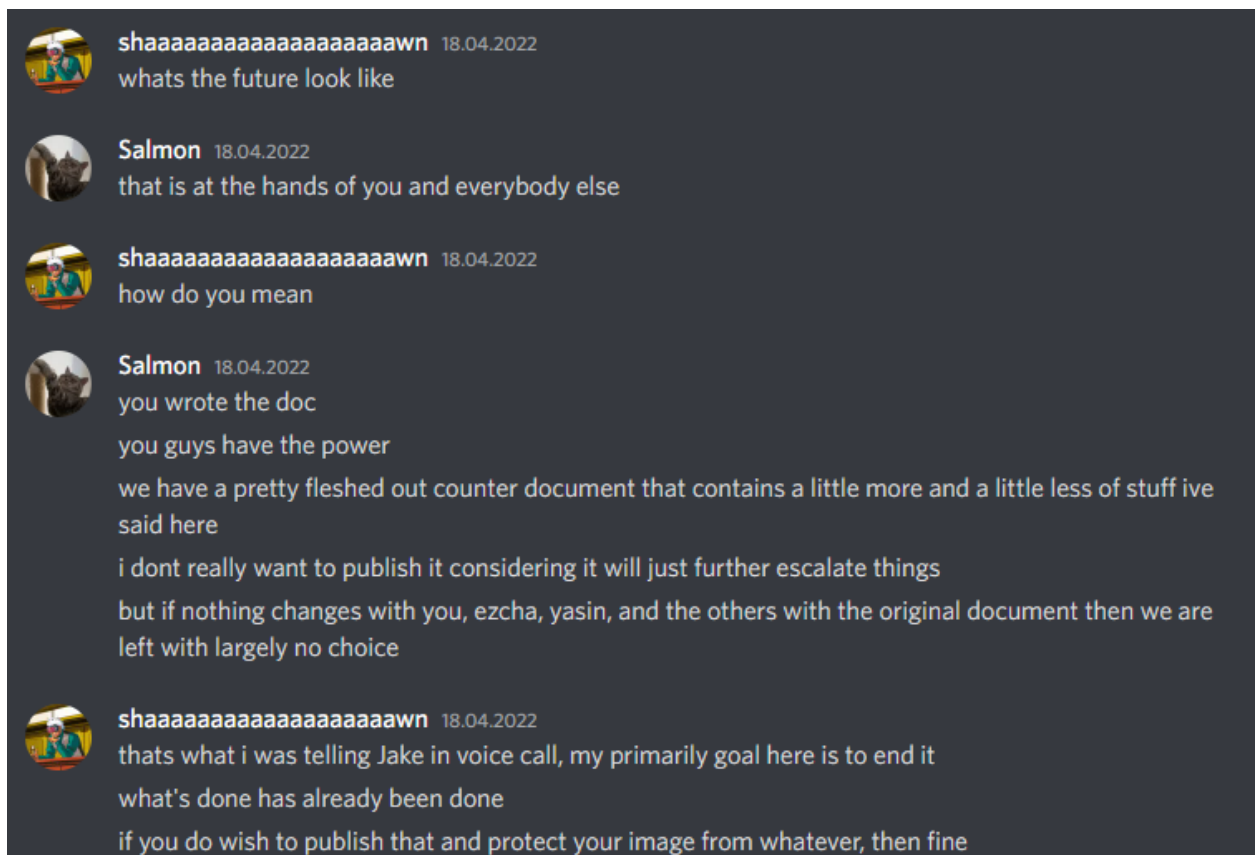 shaaaaaaaaaaaaaaaaaaawn 18.04.2022
whats the future look like
Salmon 18.04.2022
that is at the hands of you and everybody else
shaaaaaaaaaaaaaaaaaaawn 18.04.2022
how do you mean
Salmon 18.04.2022
you wrote the doc
you guys have the power
we have a pretty fleshed out counter document that contains a little more and a little less of stuff ive
said here
i dont really want to publish it considering it will just further escalate things
but if nothing changes with you, ezcha, yasin, and the others with the original document then we are
left with largely no choice
shaaaaaaaaaaaaaaaaaaawn 18.04.2022
thats what i was telling Jake in voice call, my primarily goal here is to end it
what's done has already been done
if you do wish to publish that and protect your image from whatever, then fine